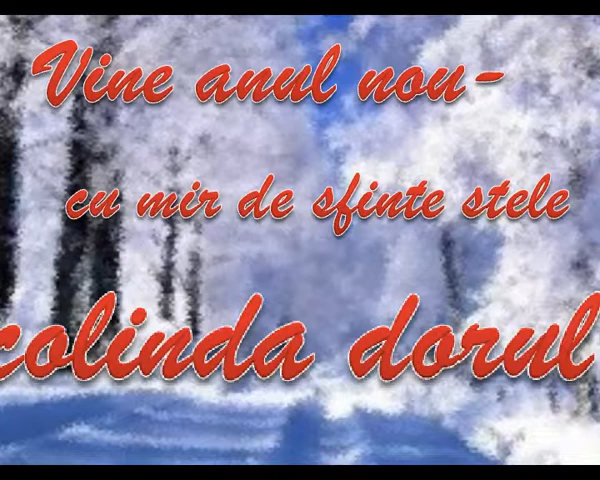 Vine anul nou-
cu mir de sfinte stele
colinda dorul